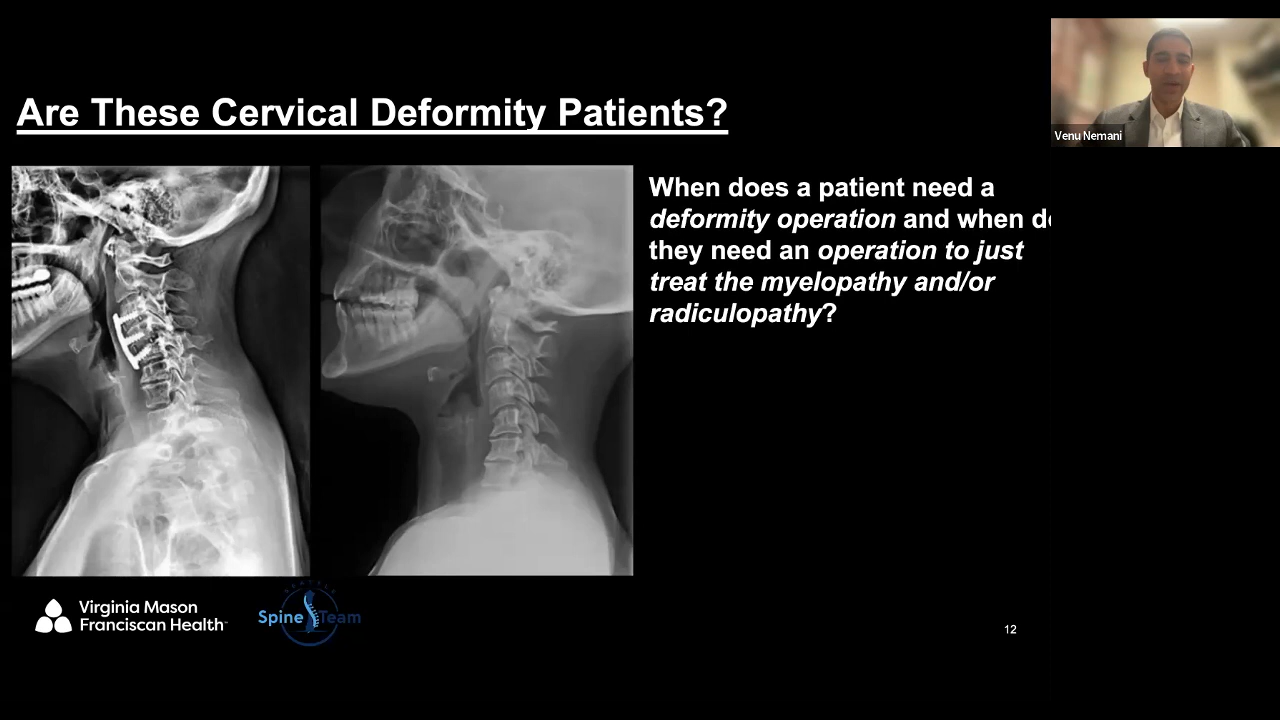 Are These Cervical Deformity Patients?
When does a patient need a
deformity operation and when do
they need an operation to just
treat the myelopathy and/or
radiculopathy?
Venu Nemani
Virginia Mason
Franciscan Health
Spine Team
12